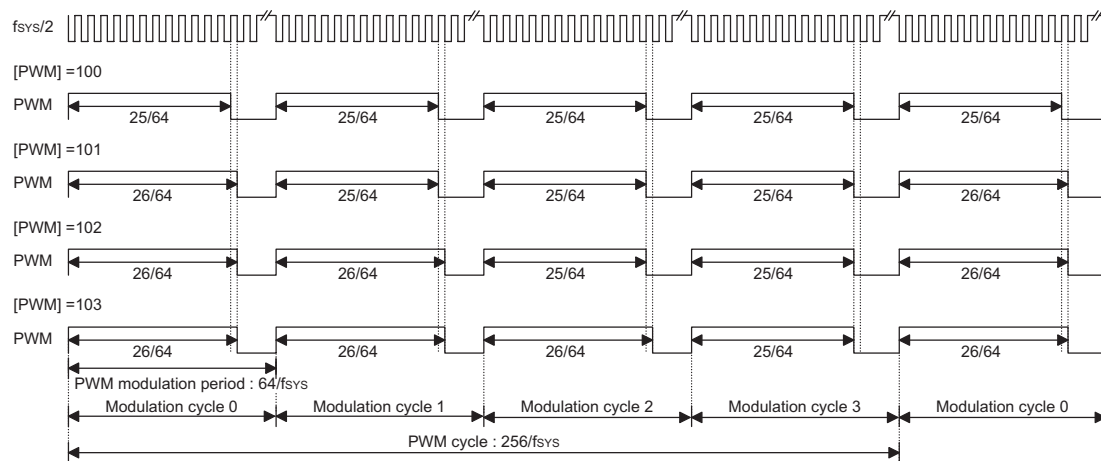 fSYS/2
[PWM] =100
PWM
25/64 25/64 25/64 25/64 25/64
[PWM] =101
PWM
26/64 25/64 25/64 25/64 26/64
[PWM] =102
PWM
26/64 26/64 25/64 25/64 26/64
[PWM] =103
PWM
26/64 26/64 26/64 25/64 26/64
PWM modulation period : 64/fSYS
Modulation cycle 0 Modulation cycle 1 Modulation cycle 2 Modulation cycle 3 Modulation cycle 0
PWM cycle : 256/fSYS